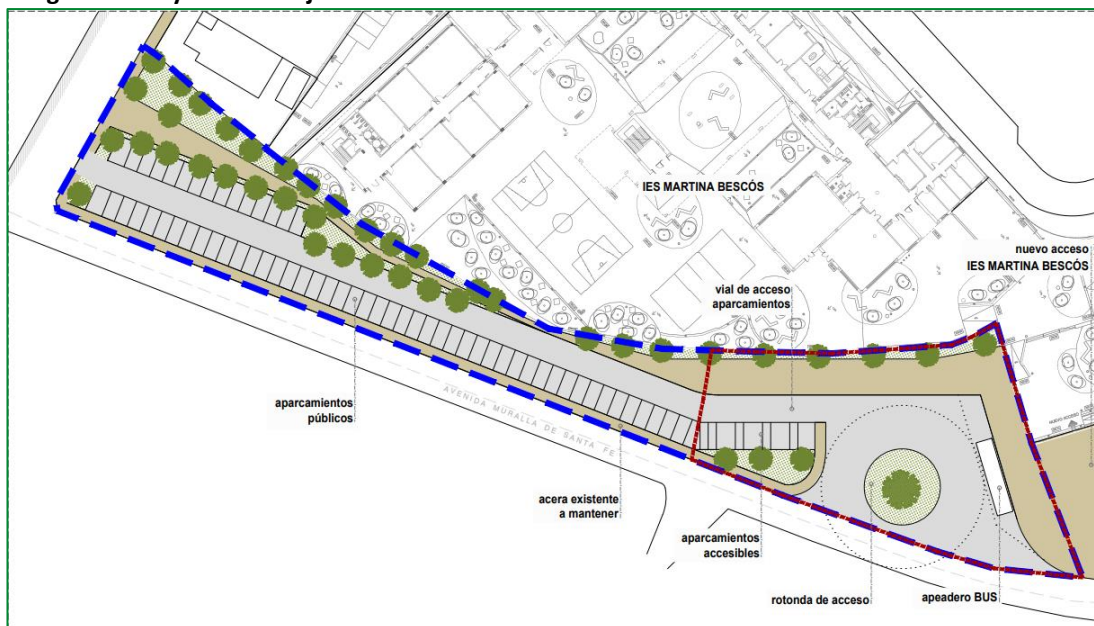 IES MARTINA BESCÓS
nuevo acceso
IES MARTINA BESCÓS
vial de acceso
aparcamientos
aparcamientos
públicos
AVENIDA MURALLA DE SANTA FE
acera existente
a mantener
aparcamientos
accesibles
rotonda de acceso
apeadero BUS